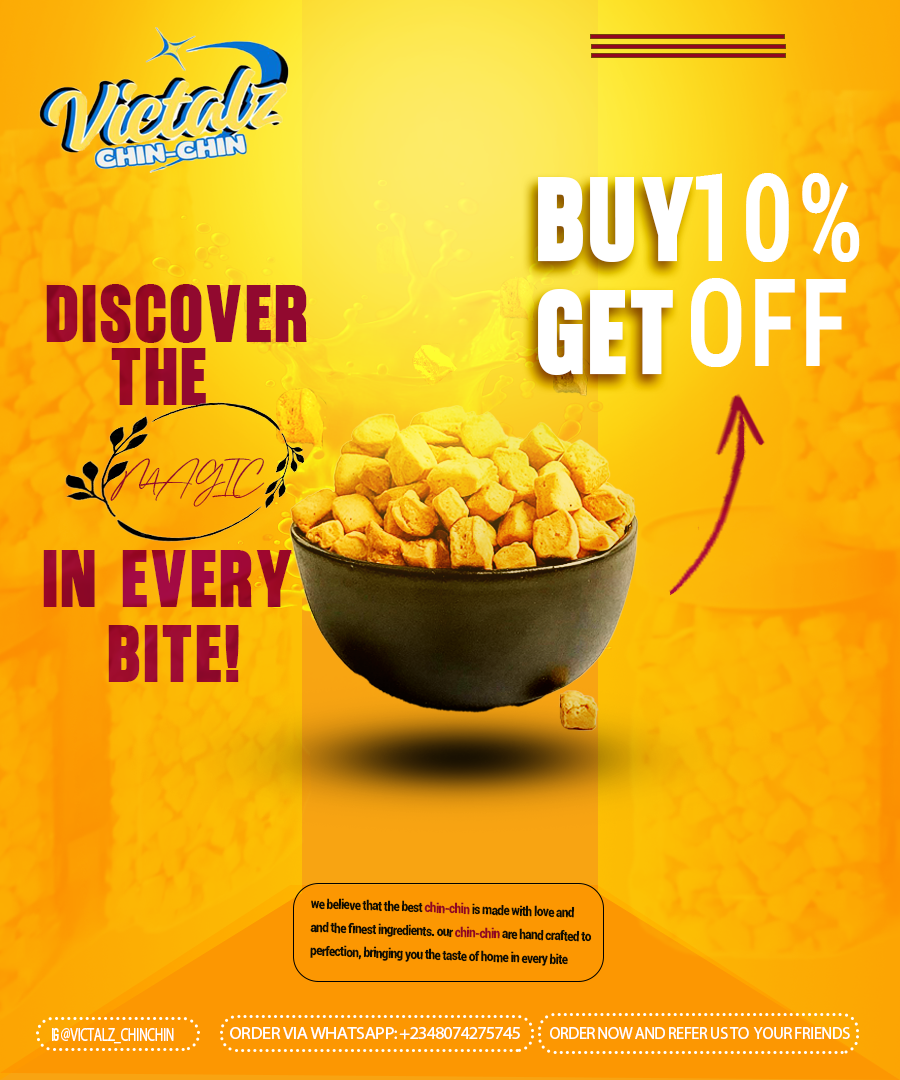 Victalz
CHIN-CHIN
BUY 10%
GET OFF
DISCOVER
THE
MAGIC
IN EVERY
BITE!
we believe that the best chin-chin is made with love and
and the finest ingredients. our chin-chin are hand crafted to
perfection, bringing you the taste of home in every bite
IG @VICTALZ_CHINCHIN
ORDER VIA WHATSAPP: +2348074275745
ORDER NOW AND REFER US TO YOUR FRIENDS